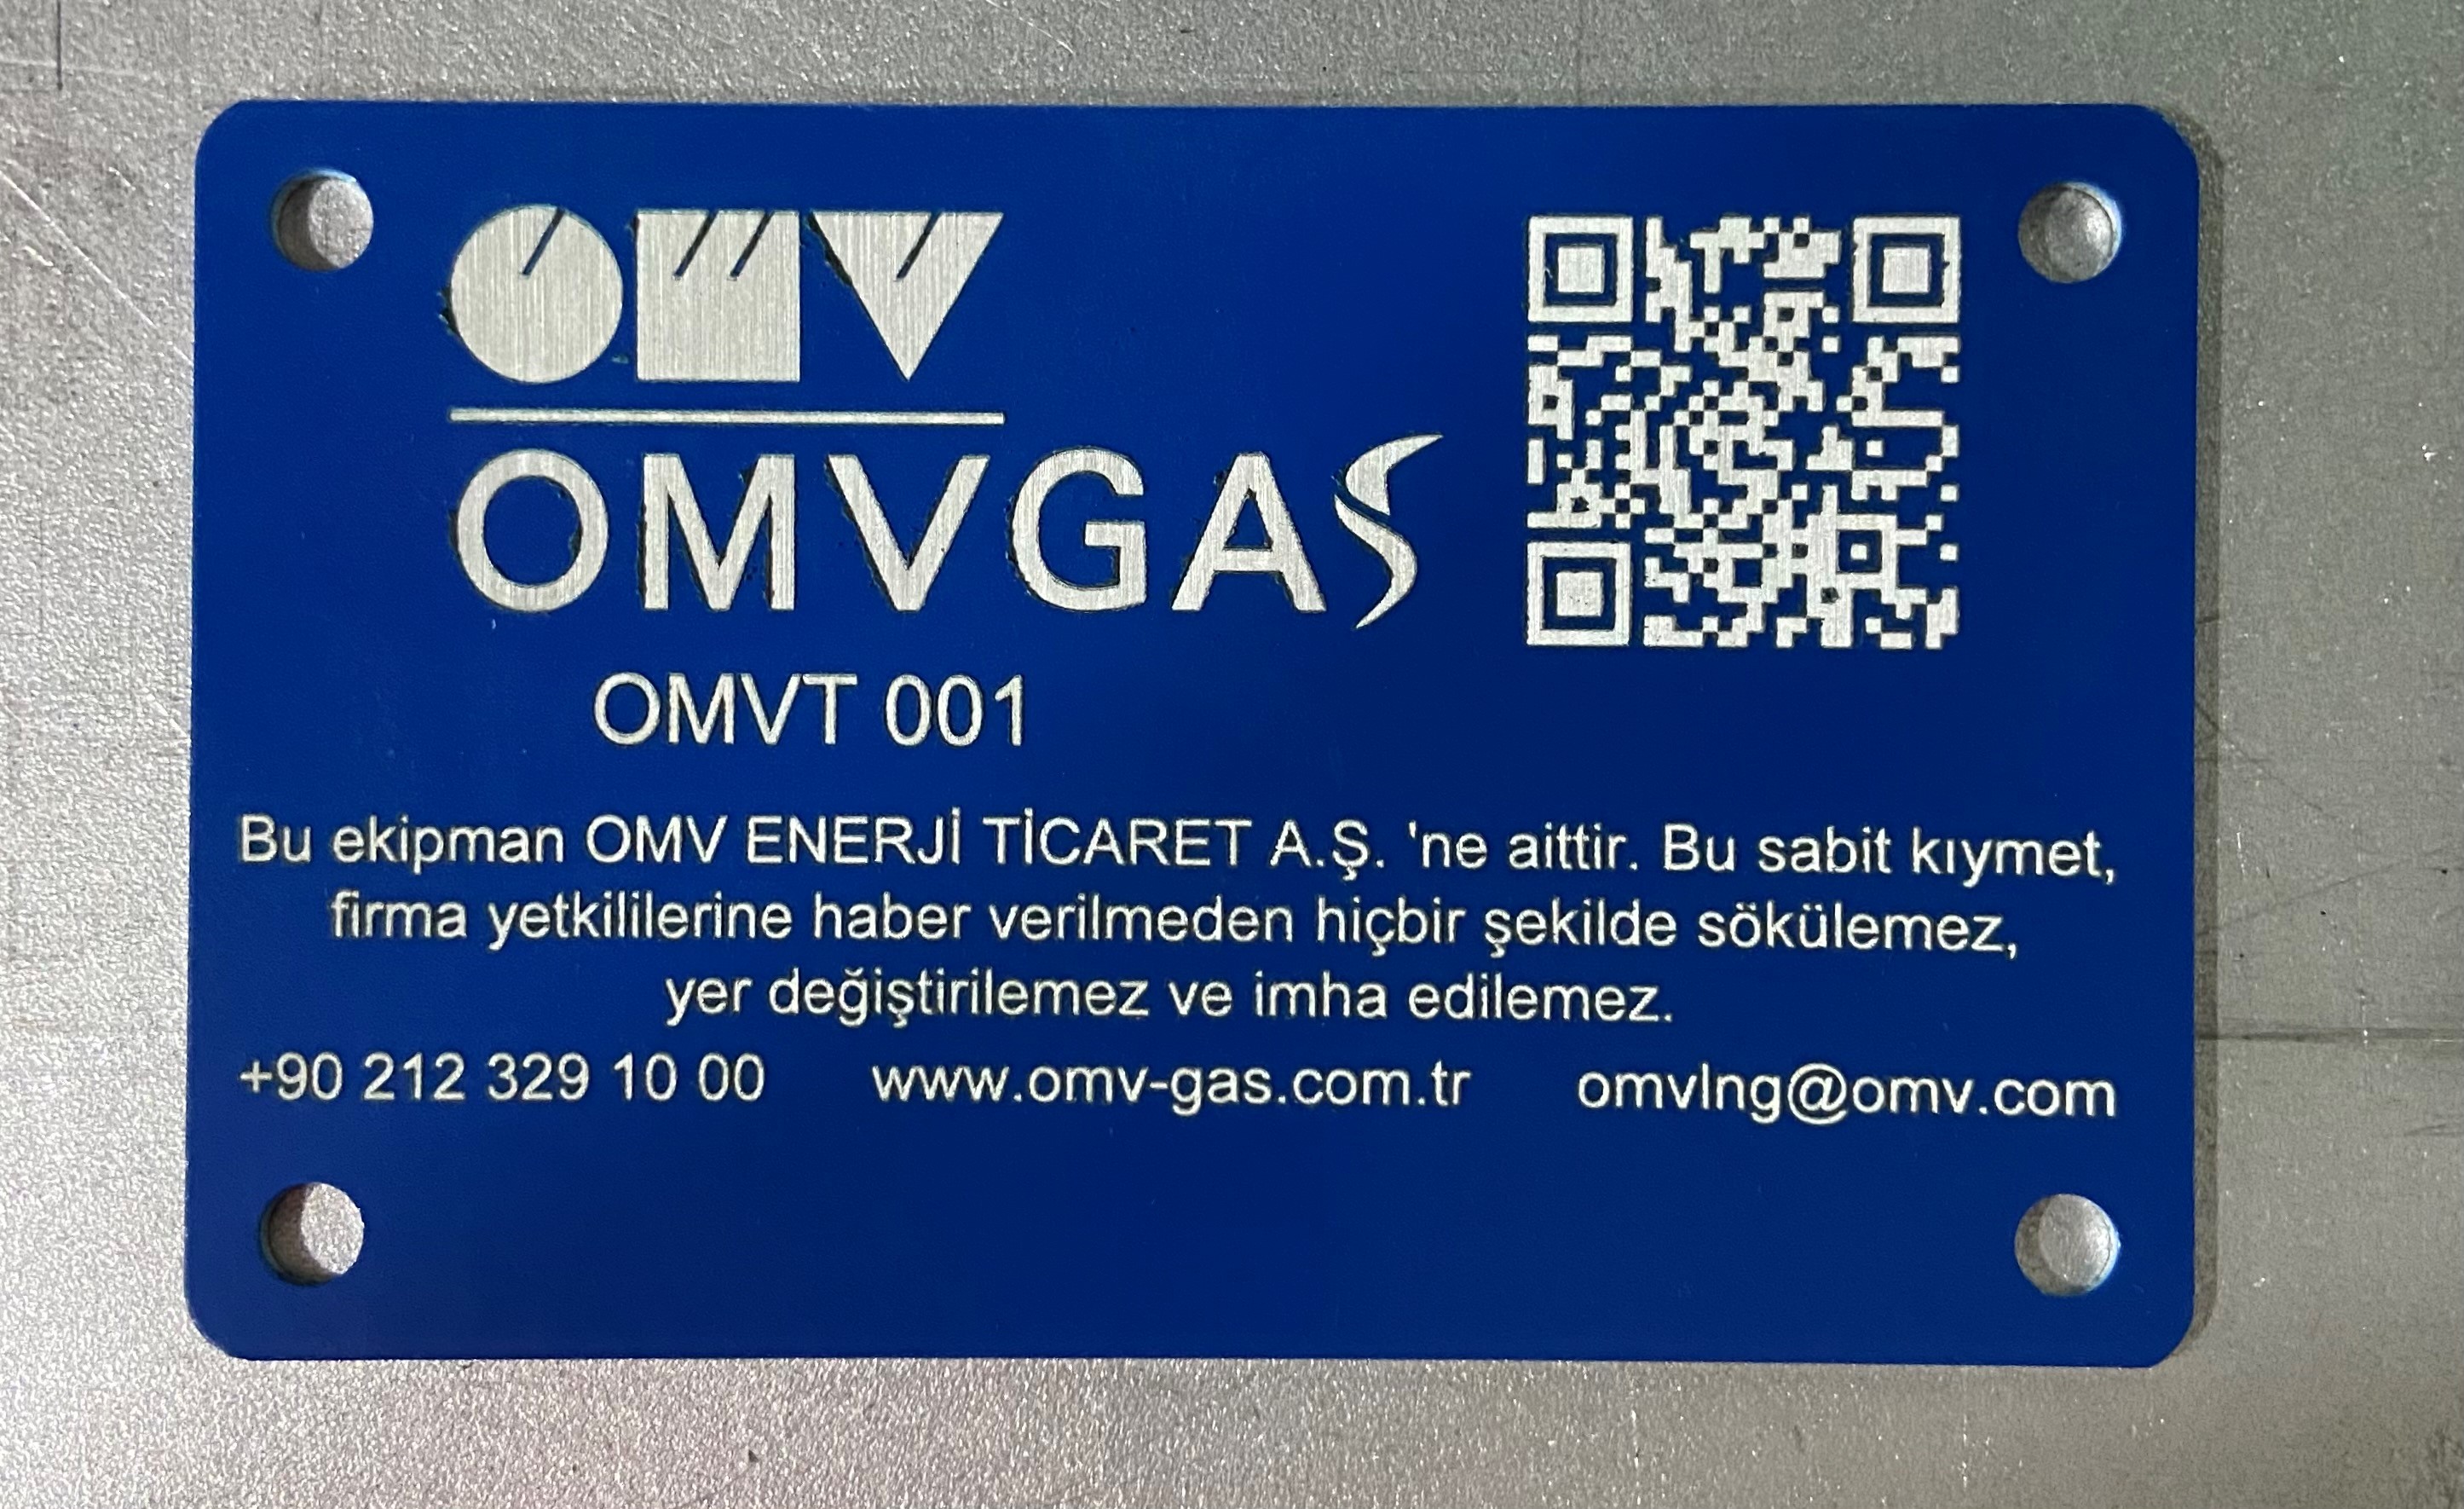 OMV
OMVGAS
OMVT 001
Bu ekipman OMV ENERJİ TİCARET A.Ş. 'ne aittir. Bu sabit kıymet,
firma yetkililerine haber verilmeden hiçbir şekilde sökülemez,
yer değiştirilemez ve imha edilemez.
+90 212 329 10 00 www.omv-gas.com.tr omvlng@omv.com